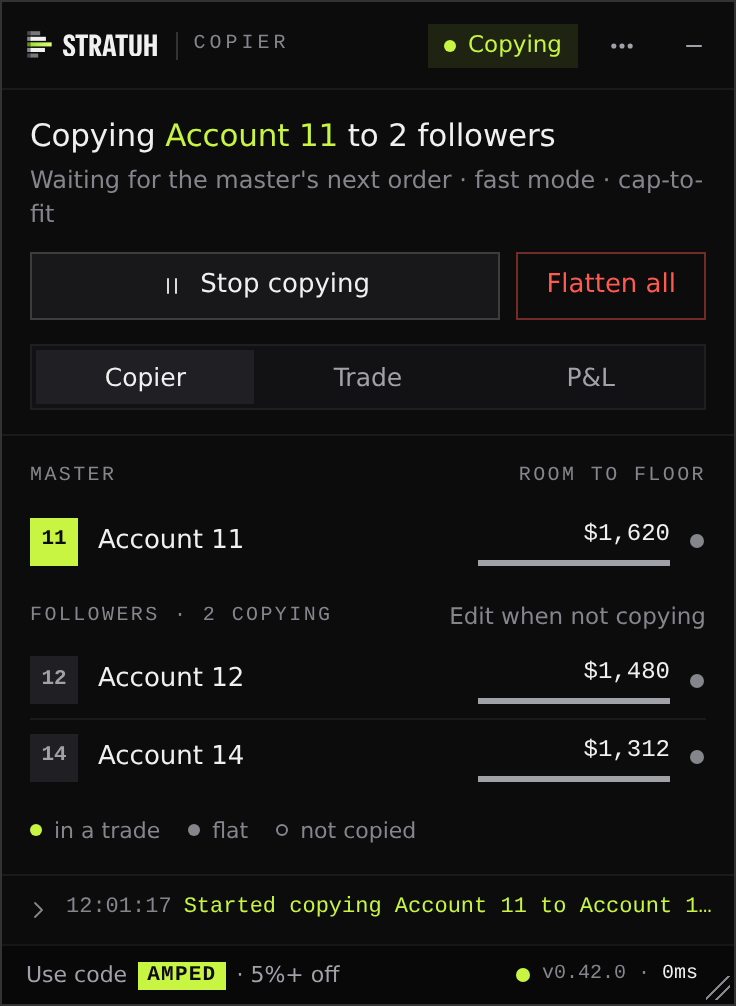 STRATUH COPIER Copying
Copying Account 11 to 2 followers
Waiting for the master's next order · fast mode · cap-to-
fit
Stop copying Flatten all
Copier Trade P&L
MASTER ROOM TO FLOOR
11 Account 11 $1,620
FOLLOWERS · 2 COPYING Edit when not copying
12 Account 12 $1,480
14 Account 14 $1,312
in a trade flat not copied
12:01:17 Started copying Account 11 to Account 1…
Use code AMPED · 5%+ off v0.42.0 · 0ms